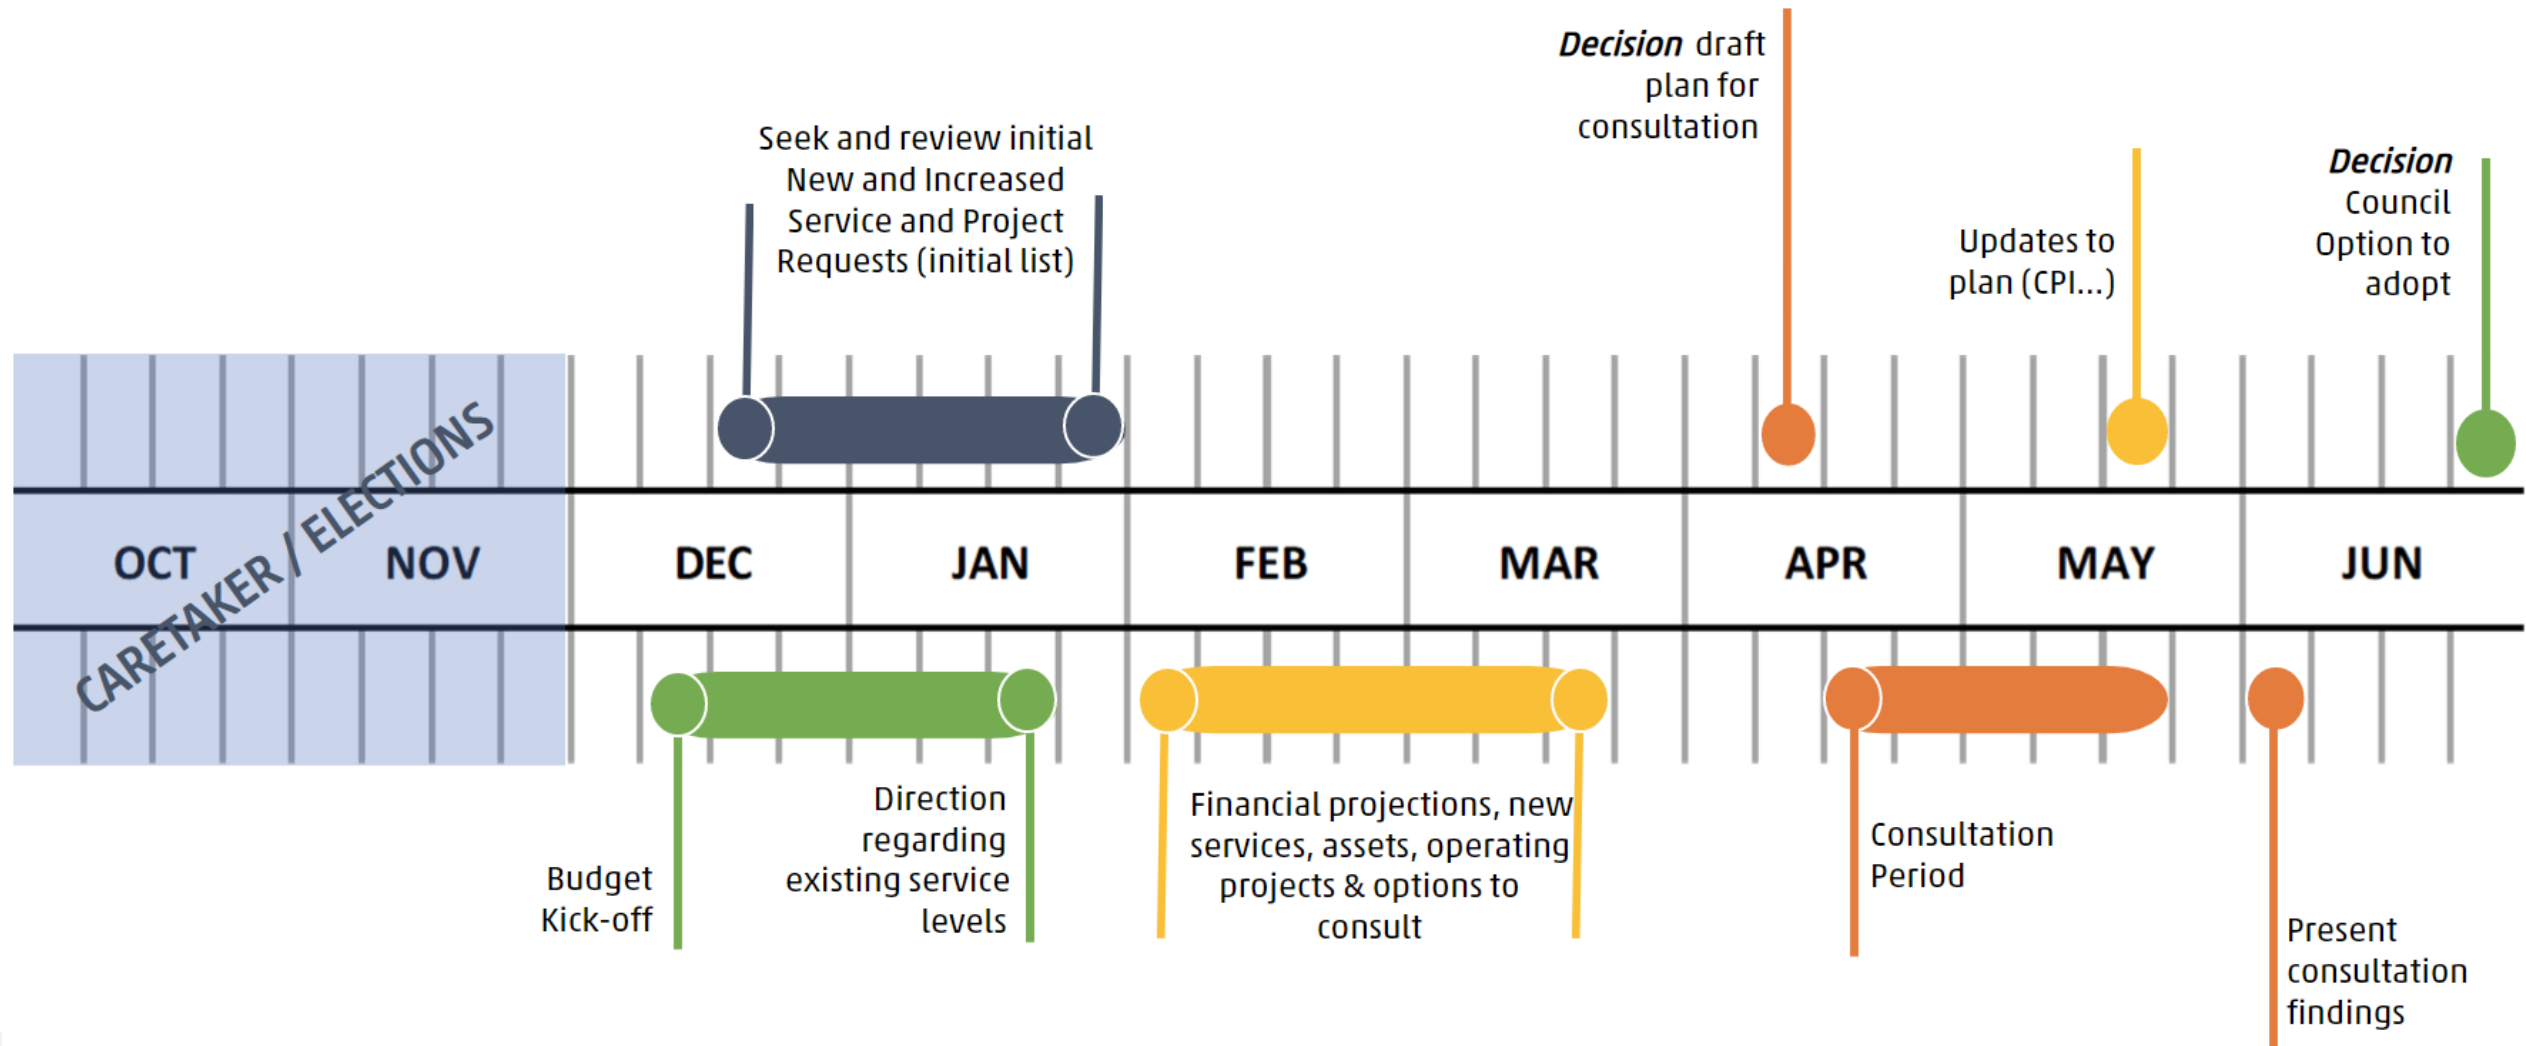 Decision draft
plan for
consultation
Seek and review initial
New and Increased
Service and Project
Requests (initial list)
Decision
Council
Option to
adopt
Updates to
plan (CPI...)
CARETAKER / ELECTIONS
OCT
NOV
DEC
JAN
FEB
MAR
APR
MAY
JUN
Budget
Kick-off
Direction
regarding
existing service
levels
Financial projections, new
services, assets, operating
projects & options to
consult
Consultation
Period
Present
consultation
findings